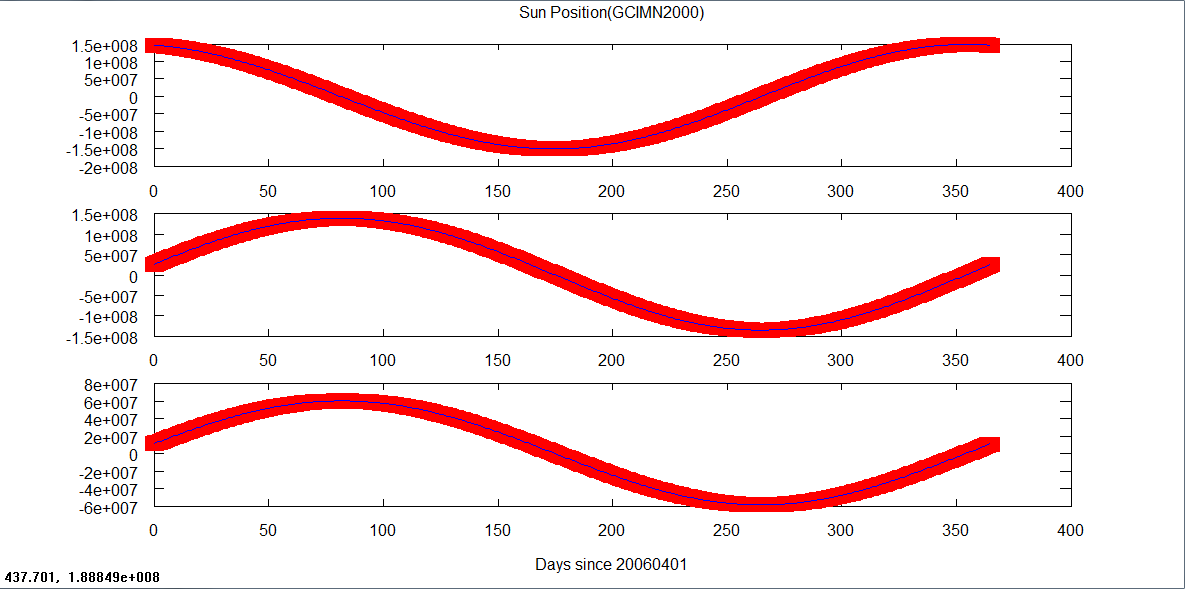 Sun Position(GCIMN2000)
1.5e+008
1e+008
5e+007
0
-5e+007
-1e+008
-1.5e+008
-2e+008
0 50 100 150 200 250 300 350 400
1.5e+008
1e+008
5e+007
0
-5e+007
-1e+008
-1.5e+008
0 50 100 150 200 250 300 350 400
8e+007
6e+007
4e+007
2e+007
0
-2e+007
-4e+007
-6e+007
0 50 100 150 200 250 300 350 400
Days since 20060401
437.701, 1.88849e+008